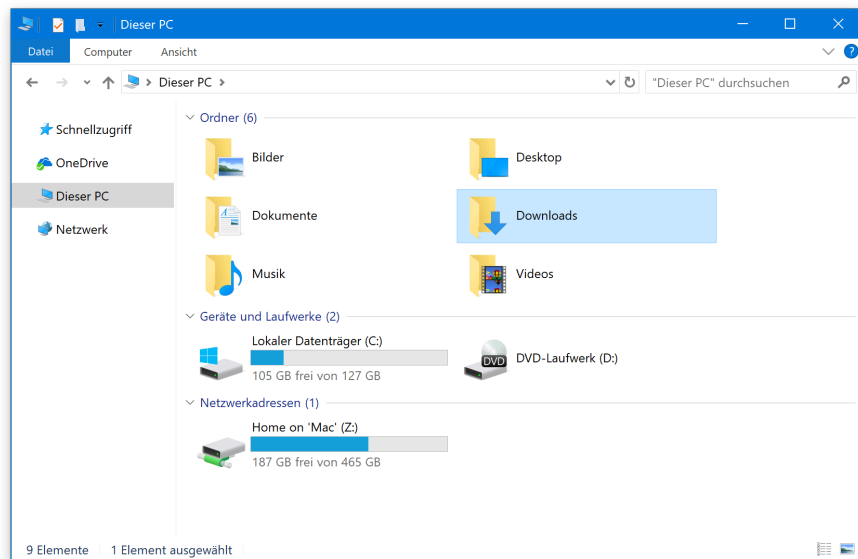 Dieser PC
Datei Computer Ansicht ?
Dieser PC "Dieser PC" durchsuchen
Schnellzugriff
OneDrive
Dieser PC
Netzwerk
Ordner (6)
Bilder Desktop
Dokumente Downloads
Musik Videos
Geräte und Laufwerke (2)
Lokaler Datenträger (C:)
105 GB frei von 127 GB
DVD DVD-Laufwerk (D:)
Netzwerkadressen (1)
Home on 'Mac' (Z:)
187 GB frei von 465 GB
9 Elemente 1 Element ausgewählt